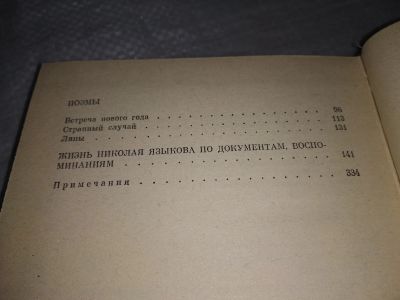 ПОЭМЫ
Встреча нового года . . . . . . . . . . . . . 96
Странный случай . . . . . . . . . . . . . . 113
Липы . . . . . . . . . . . . . . . . . . 131
ЖИЗНЬ НИКОЛАЯ ЯЗЫКОВА ПО ДОКУМЕНТАМ, ВОСПО-
МИНАНИЯМ . . . . . . . . . . . . . . . 141
Примечания . . . . . . . . . . . . . . . 334